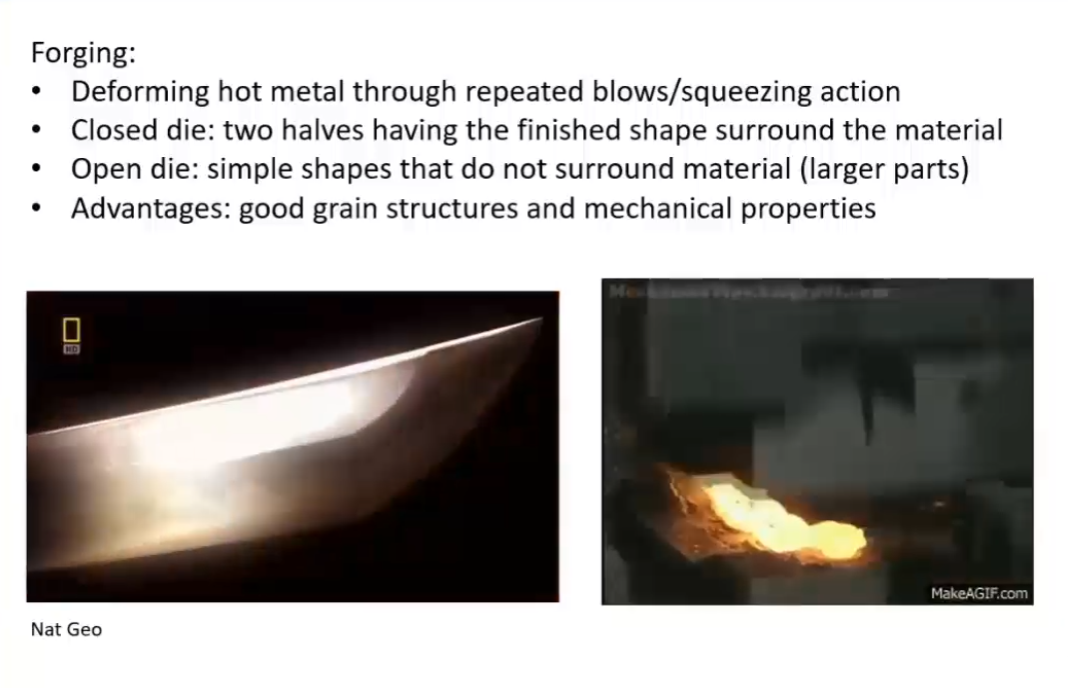 Forging:
• Deforming hot metal through repeated blows/squeezing action
• Closed die: two halves having the finished shape surround the material
• Open die: simple shapes that do not surround material (larger parts)
• Advantages: good grain structures and mechanical properties
HD
MakeAGIF.com
Nat Geo